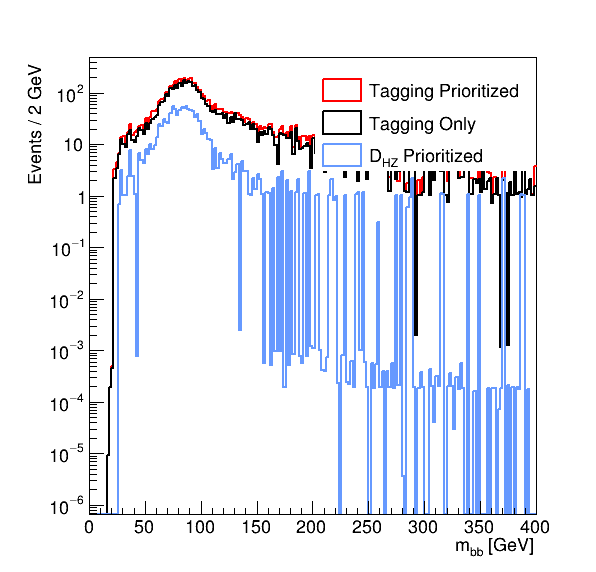 Events / 2 GeV
10²
10
1
10⁻¹
10⁻²
10⁻³
10⁻⁴
10⁻⁵
10⁻⁶
Tagging Prioritized
Tagging Only
D_HZ Prioritized
0 50 100 150 200 250 300 350 400
m_bb [GeV]